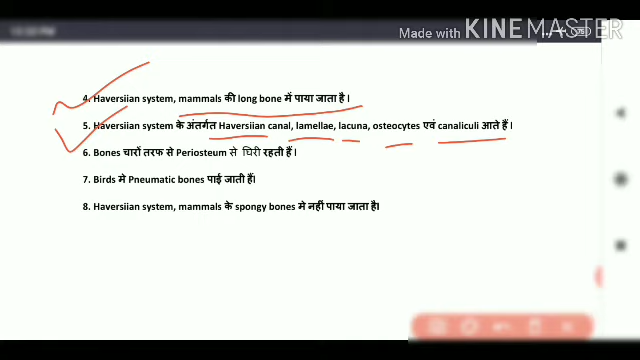 Made with KINEMASTER
4. Haversiian system, mammals की long bone में पाया जाता है ।
5. Haversiian system के अंतर्गत Haversiian canal, lamellae, lacuna, osteocytes एवं canaliculi आते हैं ।
6. Bones चारों तरफ से Periosteum से घिरी रहती हैं ।
7. Birds मे Pneumatic bones पाई जाती हैं।
8. Haversiian system, mammals के spongy bones मे नहीं पाया जाता है।